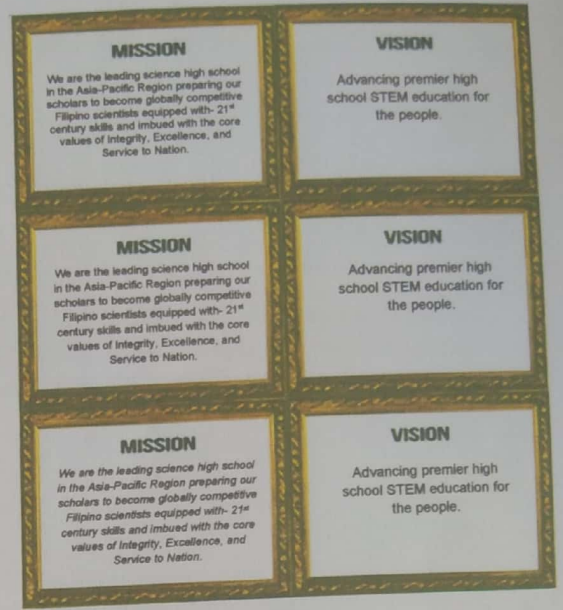 MISSION
We are the leading science high school
in the Asia-Pacific Region preparing our
scholars to become globally competitive
Filipino scientists equipped with- 21st
century skills and imbued with the core
values of Integrity, Excellence, and
Service to Nation.
VISION
Advancing premier high
school STEM education for
the people.
MISSION
We are the leading science high school
in the Asia-Pacific Region preparing our
scholars to become globally competitive
Filipino scientists equipped with- 21st
century skills and imbued with the core
values of Integrity, Excellence, and
Service to Nation.
VISION
Advancing premier high
school STEM education for
the people.
MISSION
We are the leading science high school
in the Asia-Pacific Region preparing our
scholars to become globally competitive
Filipino scientists equipped with- 21st
century skills and imbued with the core
values of Integrity, Excellence, and
Service to Nation.
VISION
Advancing premier high
school STEM education for
the people.